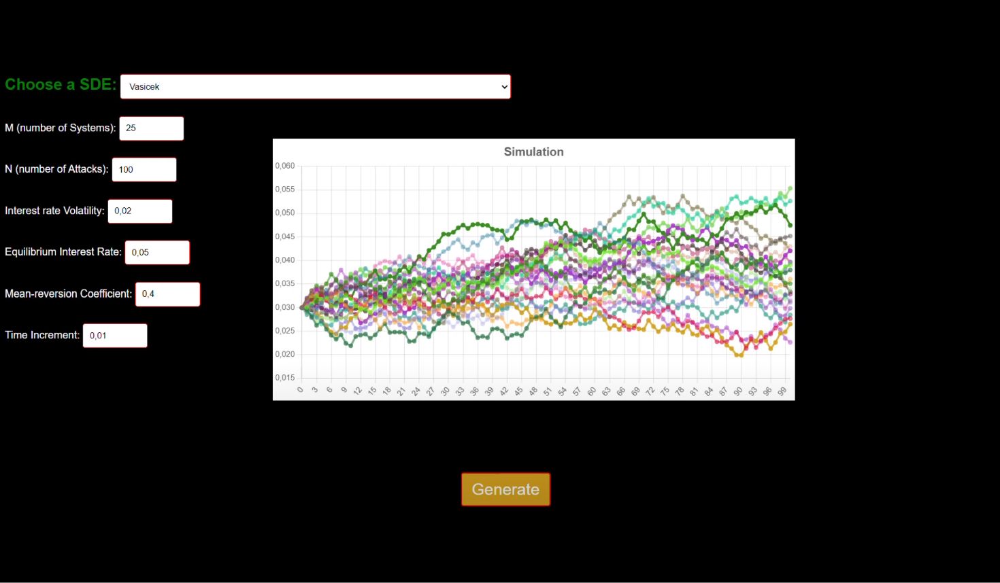 Choose a SDE: Vasicek
M (number of Systems): 25
N (number of Attacks): 100
Interest rate Volatility: 0,02
Equilibrium Interest Rate: 0,05
Mean-reversion Coefficient: 0,4
Time Increment: 0,01
Simulation
0,060
0,055
0,050
0,045
0,040
0,035
0,030
0,025
0,020
0,015
0 3 6 9 12 15 18 21 24 27 30 33 36 39 42 45 48 51 54 57 60 63 66 69 72 75 78 81 84 87 90 93 96 99
Generate